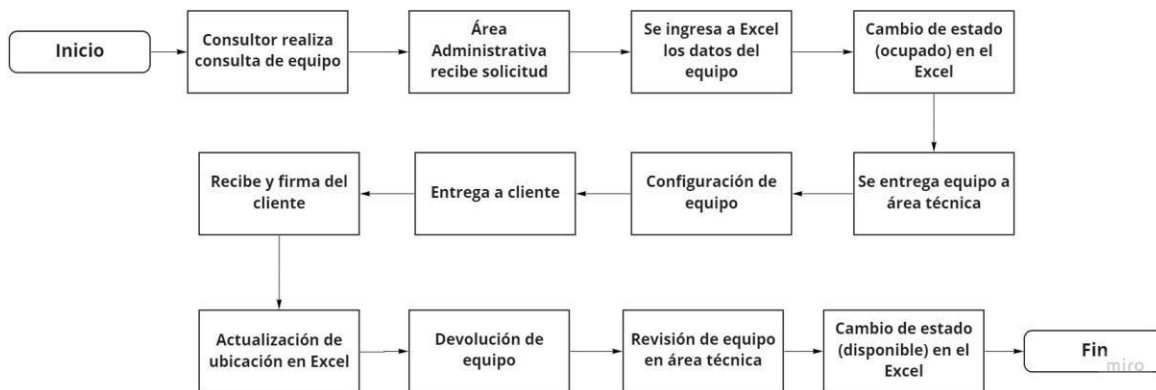 Inicio
Consultor realiza
consulta de equipo
Área
Administrativa
recibe solicitud
Se ingresa a Excel
los datos del
equipo
Cambio de estado
(ocupado) en el
Excel
Se entrega equipo a
área técnica
Configuración de
equipo
Entrega a cliente
Recibe y firma del
cliente
Actualización de
ubicación en Excel
Devolución de
equipo
Revisión de equipo
en área técnica
Cambio de estado
(disponible) en el
Excel
Fin
miro